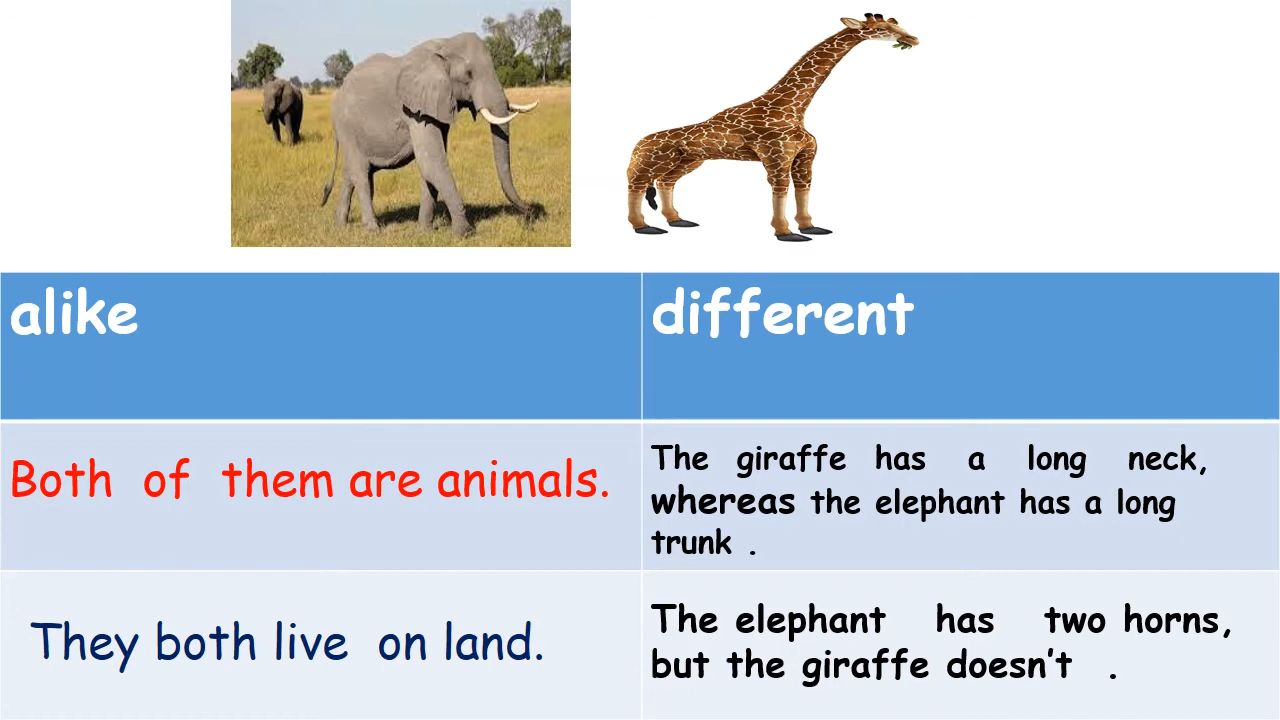 alike
different
Both of them are animals.
The giraffe has a long neck,
whereas the elephant has a long
trunk .
They both live on land.
The elephant has two horns,
but the giraffe doesn’t .